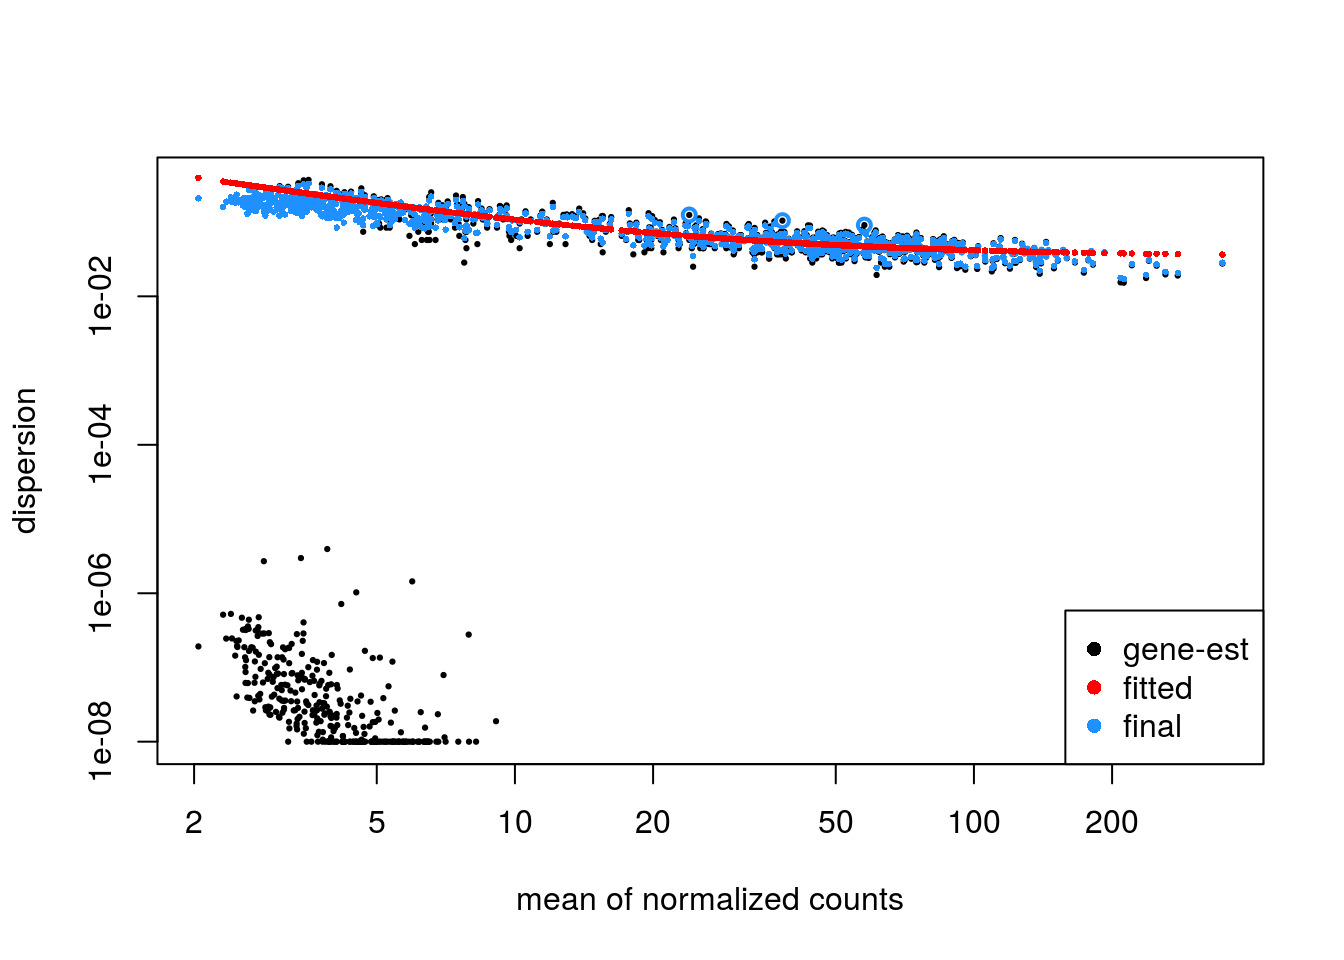 dispersion
1e-02
1e-04
1e-06
1e-08
gene-est
fitted
final
2 5 10 20 50 100 200
mean of normalized counts